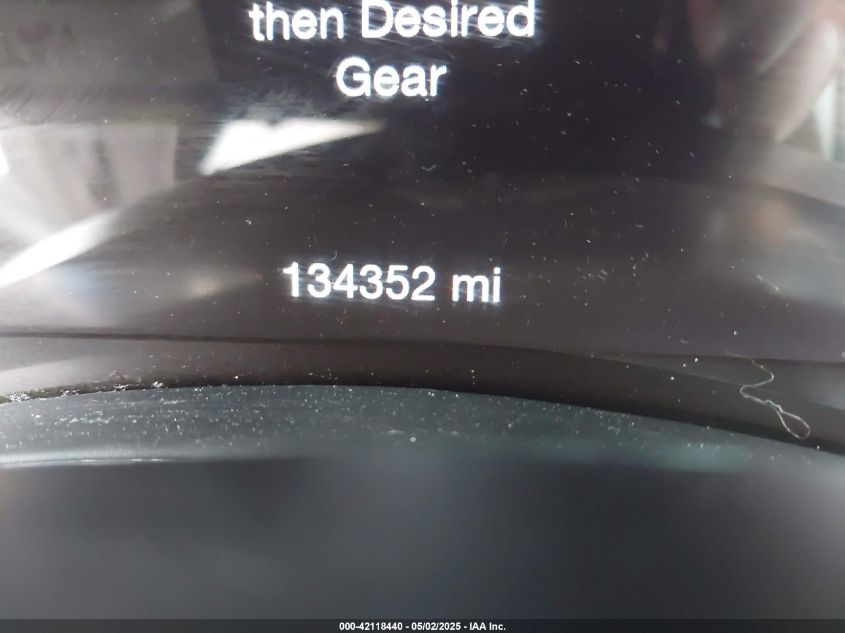 then Desired
Gear
134352 mi
000-42118440 - 05/02/2025 - IAA Inc.